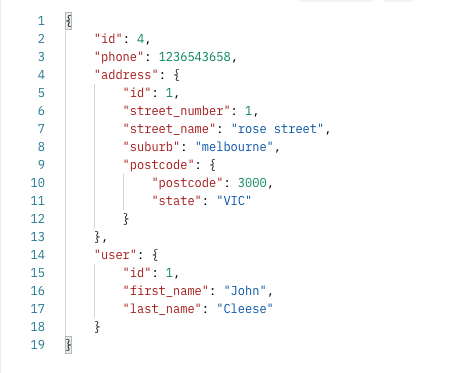 1 {
2     "id": 4,
3     "phone": 1236543658,
4     "address": {
5         "id": 1,
6         "street_number": 1,
7         "street_name": "rose street",
8         "suburb": "melbourne",
9         "postcode": {
10             "postcode": 3000,
11             "state": "VIC"
12         }
13     },
14     "user": {
15         "id": 1,
16         "first_name": "John",
17         "last_name": "Cleese"
18     }
19 }